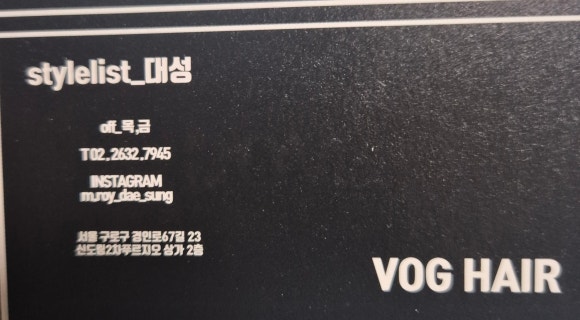 stylelist_대성
off_목,금
T 02.2632.7945
INSTAGRAM
m.roy_dae_sung
서울 구로구 경인로67길 23
신도림2차푸르지오 상가 2층
VOG HAIR